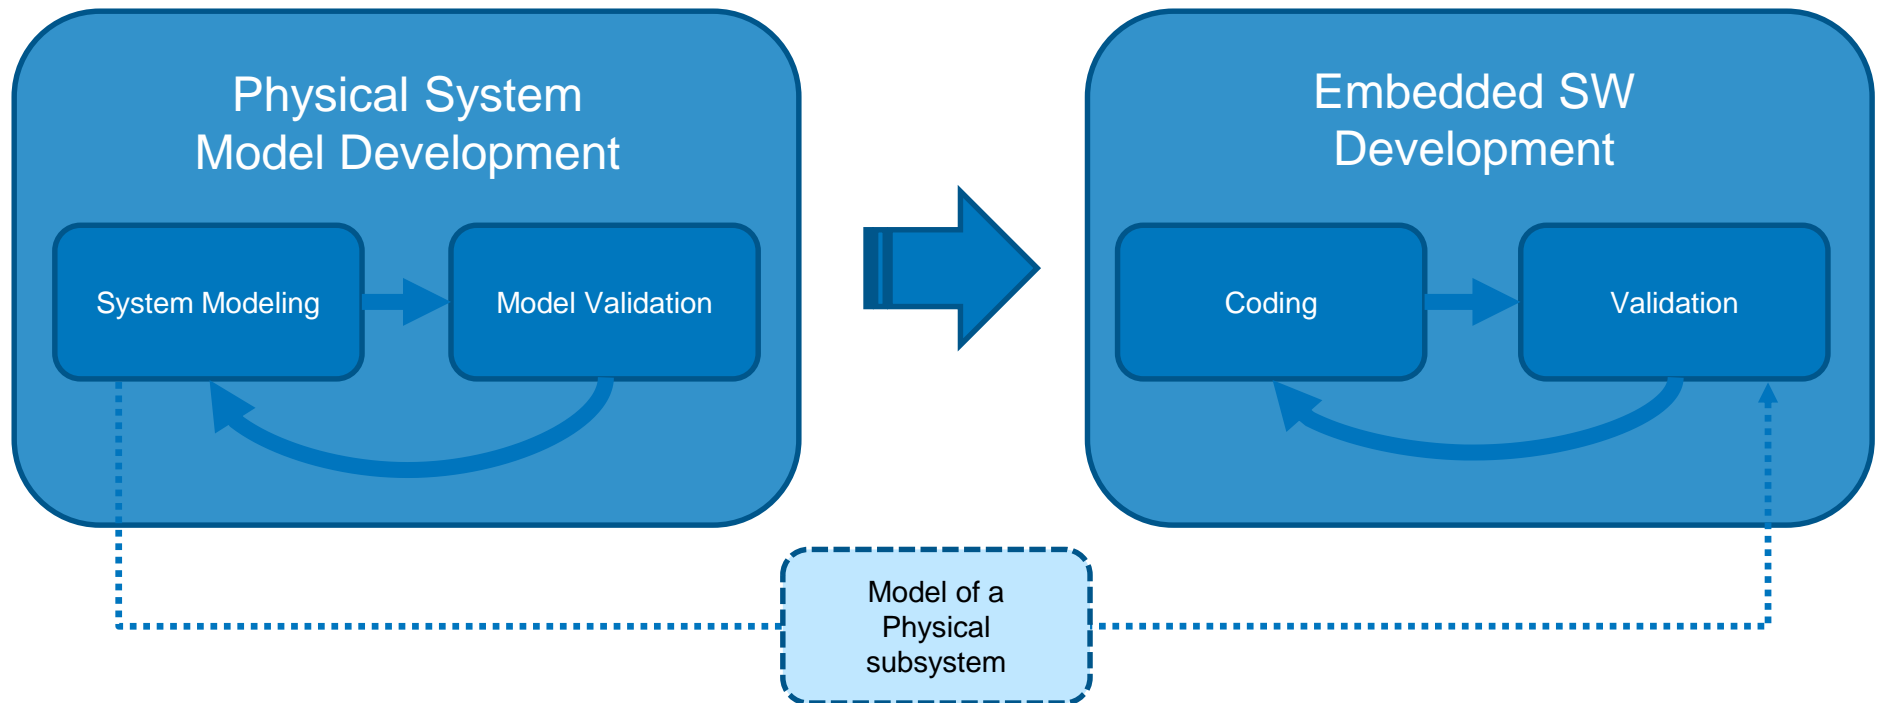 Physical System
Model Development
System Modeling
Model Validation
Embedded SW
Development
Coding
Validation
Model of a
Physical
subsystem